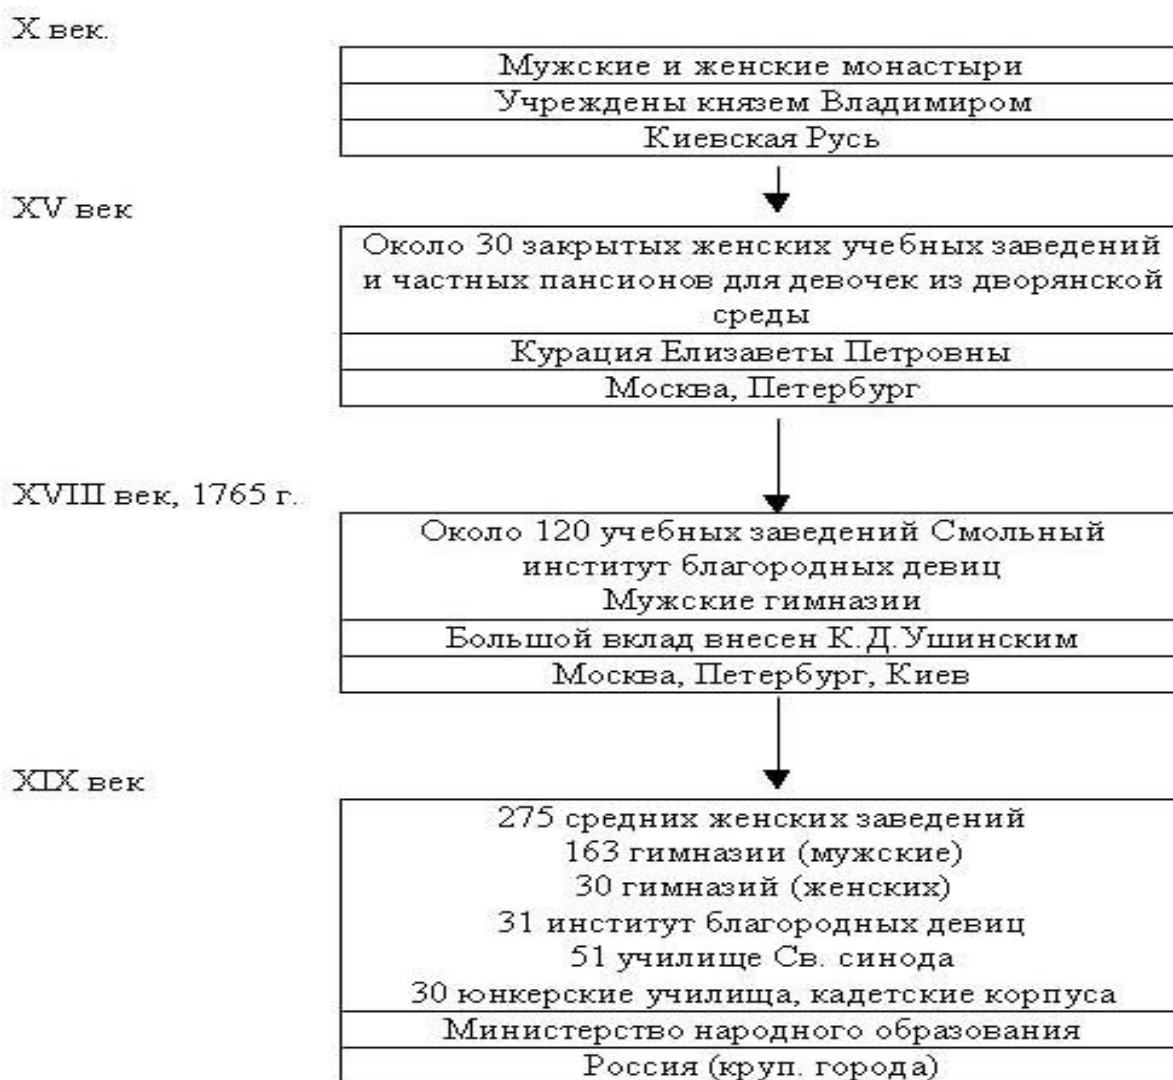 X век.
Мужские и женские монастыри
Учреждены князем Владимиром
Киевская Русь
XV век
Около 30 закрытых женских учебных заведений
и частных пансионов для девочек из дворянской
среды
Курация Елизаветы Петровны
Москва, Петербург
XVIII век, 1765 г.
Около 120 учебных заведений Смольный
институт благородных девиц
Мужские гимназии
Большой вклад внесен К.Д.Ушинским
Москва, Петербург, Киев
XIX век
275 средних женских заведений
163 гимназии (мужские)
30 гимназий (женских)
31 институт благородных девиц
51 училище Св. синода
30 юнкерские училища, кадетские корпуса
Министерство народного образования
Россия (круп. города)